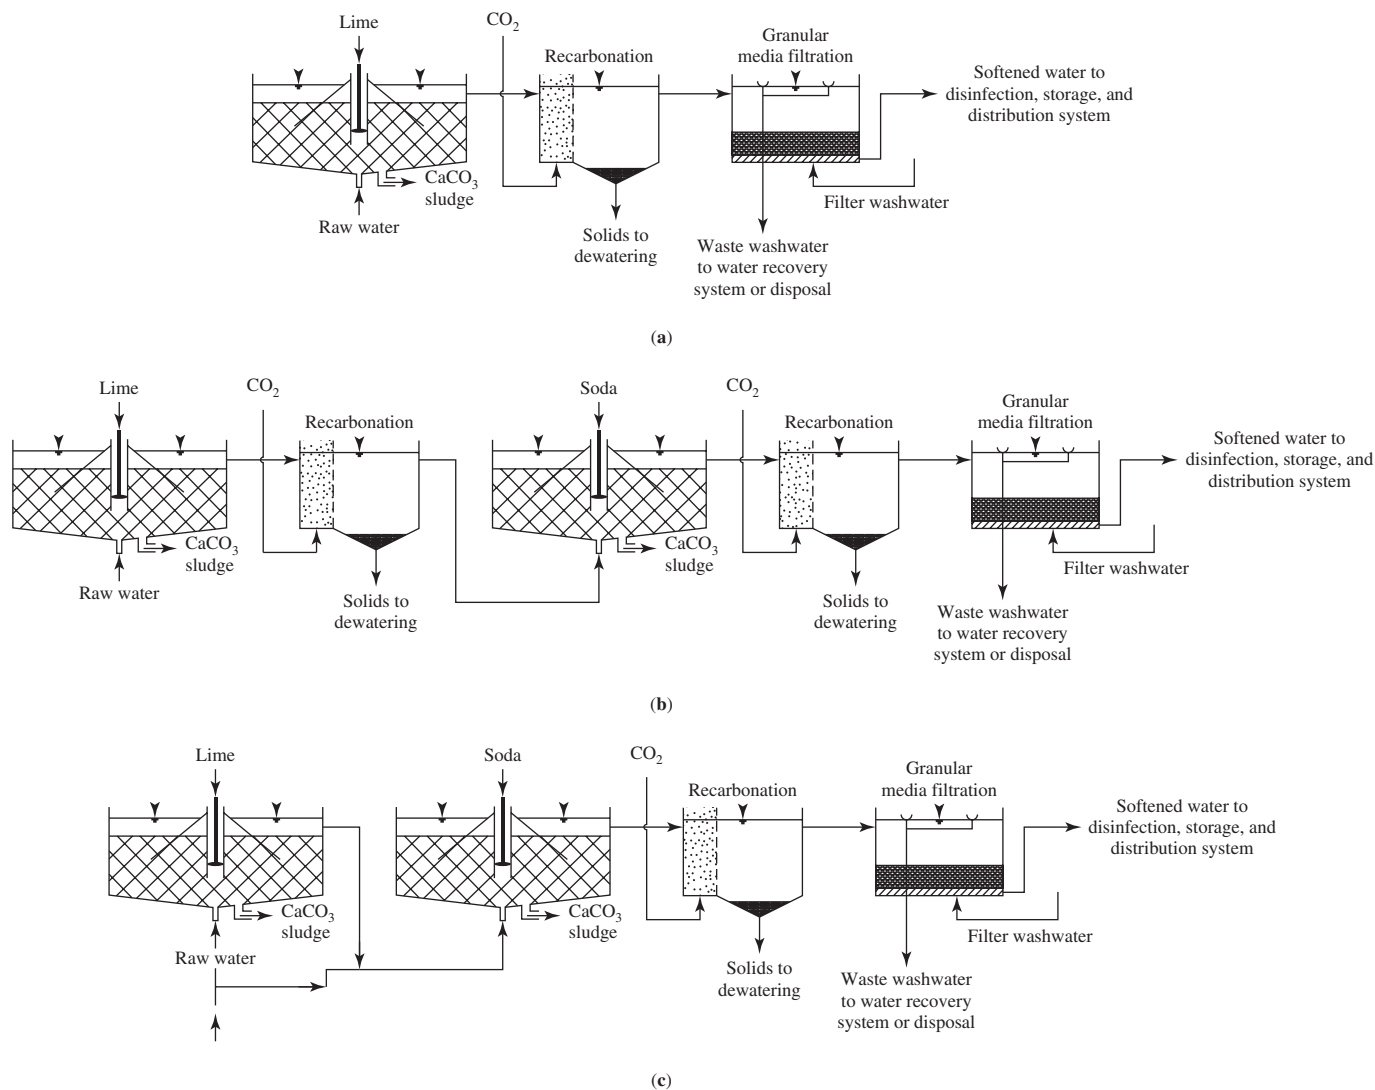 Lime
CO2
Recarbonation
Granular
media filtration
Softened water to
disinfection, storage, and
distribution system
CaCO3
sludge
Raw water
Filter washwater
Solids to
dewatering
Waste washwater
to water recovery
system or disposal
(a)
Lime
CO2
Recarbonation
Soda
CO2
Recarbonation
Granular
media filtration
Softened water to
disinfection, storage, and
distribution system
CaCO3
sludge
Raw water
Solids to
dewatering
CaCO3
sludge
Solids to
dewatering
Filter washwater
Waste washwater
to water recovery
system or disposal
(b)
Lime
Soda
CO2
Recarbonation
Granular
media filtration
Softened water to
disinfection, storage, and
distribution system
CaCO3
sludge
Raw water
CaCO3
sludge
Filter washwater
Solids to
dewatering
Waste washwater
to water recovery
system or disposal
(c)